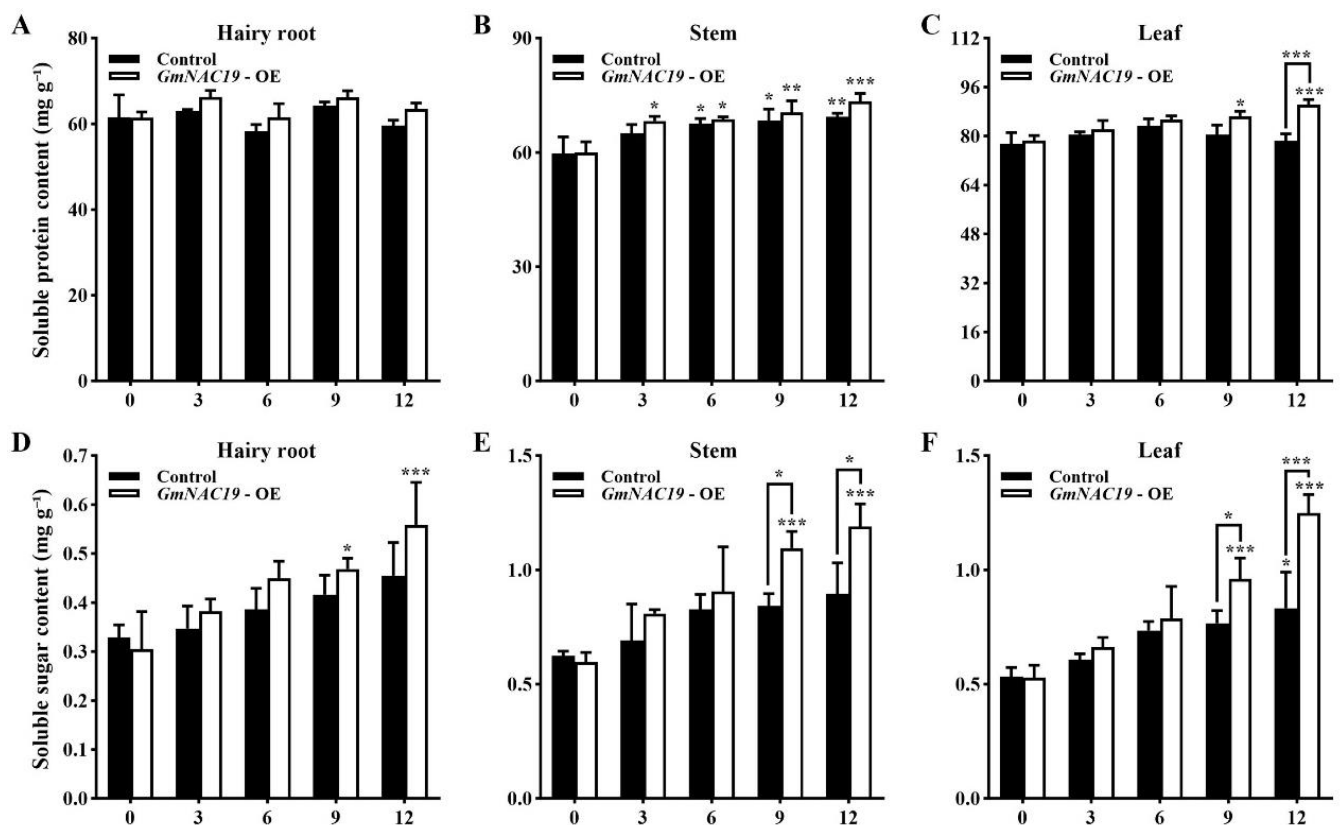 A
Hairy root
Control
GmNAC19 - OE
Soluble protein content (mg g⁻¹)
80
60
40
20
0
0 3 6 9 12
B
Stem
Control
GmNAC19 - OE
90
60
30
0
* * * * ** ** ***
0 3 6 9 12
C
Leaf
Control
GmNAC19 - OE
112
96
80
64
48
32
16
0
* *** ***
0 3 6 9 12
D
Hairy root
Control
GmNAC19 - OE
Soluble sugar content (mg g⁻¹)
0.7
0.6
0.5
0.4
0.3
0.2
0.1
0.0
* ***
0 3 6 9 12
E
Stem
Control
GmNAC19 - OE
1.5
1.0
0.5
0.0
* *** * ***
0 3 6 9 12
F
Leaf
Control
GmNAC19 - OE
1.5
1.0
0.5
0.0
* *** * *** ***
0 3 6 9 12